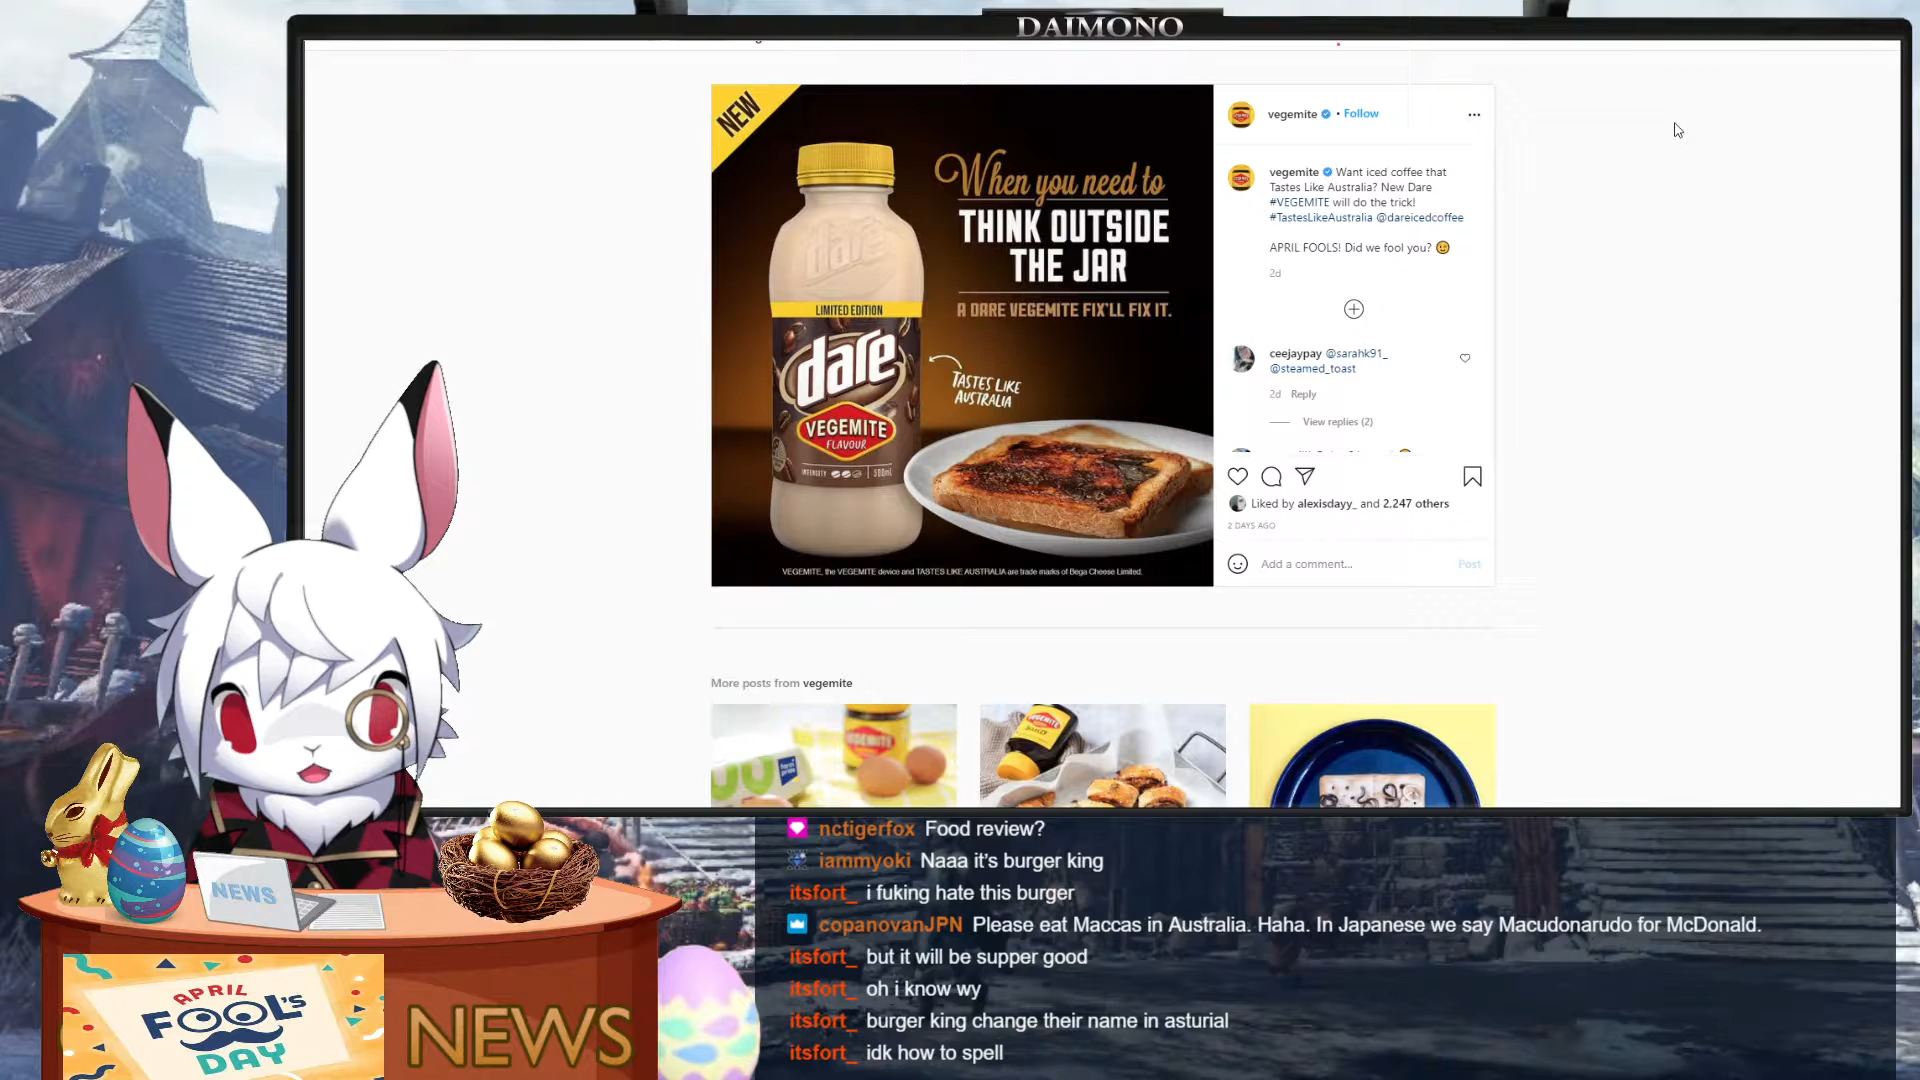 DAIMONO
NEW
When you need to
THINK OUTSIDE
THE JAR
A DARE VEGEMITE FIX'LL FIX IT.
dare
LIMITED EDITION
dare
VEGEMITE
FLAVOUR
INTENSITY
500mL
TASTES LIKE
AUSTRALIA
VEGEMITE, the VEGEMITE device and TASTES LIKE AUSTRALIA are trade marks of Bega Cheese Limited.
vegemite • Follow
vegemite Want iced coffee that
Tastes Like Australia? New Dare
#VEGEMITE will do the trick!
#TastesLikeAustralia @dareicedcoffee
APRIL FOOLS! Did we fool you? 😉
2d
ceejaypay @sarahk91_
@steamed_toast
2d Reply
View replies (2)
Liked by alexisdayy_ and 2,247 others
2 DAYS AGO
Add a comment... Post
More posts from vegemite
VEGEMITE
nctigerfox Food review?
iammyoki Naaa it's burger king
itsfort_ i fuking hate this burger
copanovanJPN Please eat Maccas in Australia. Haha. In Japanese we say Macudonarudo for McDonald.
itsfort_ but it will be supper good
itsfort_ oh i know wy
itsfort_ burger king change their name in asturial
itsfort_ idk how to spell
NEWS
APRIL
FOOL'S
DAY
NEWS